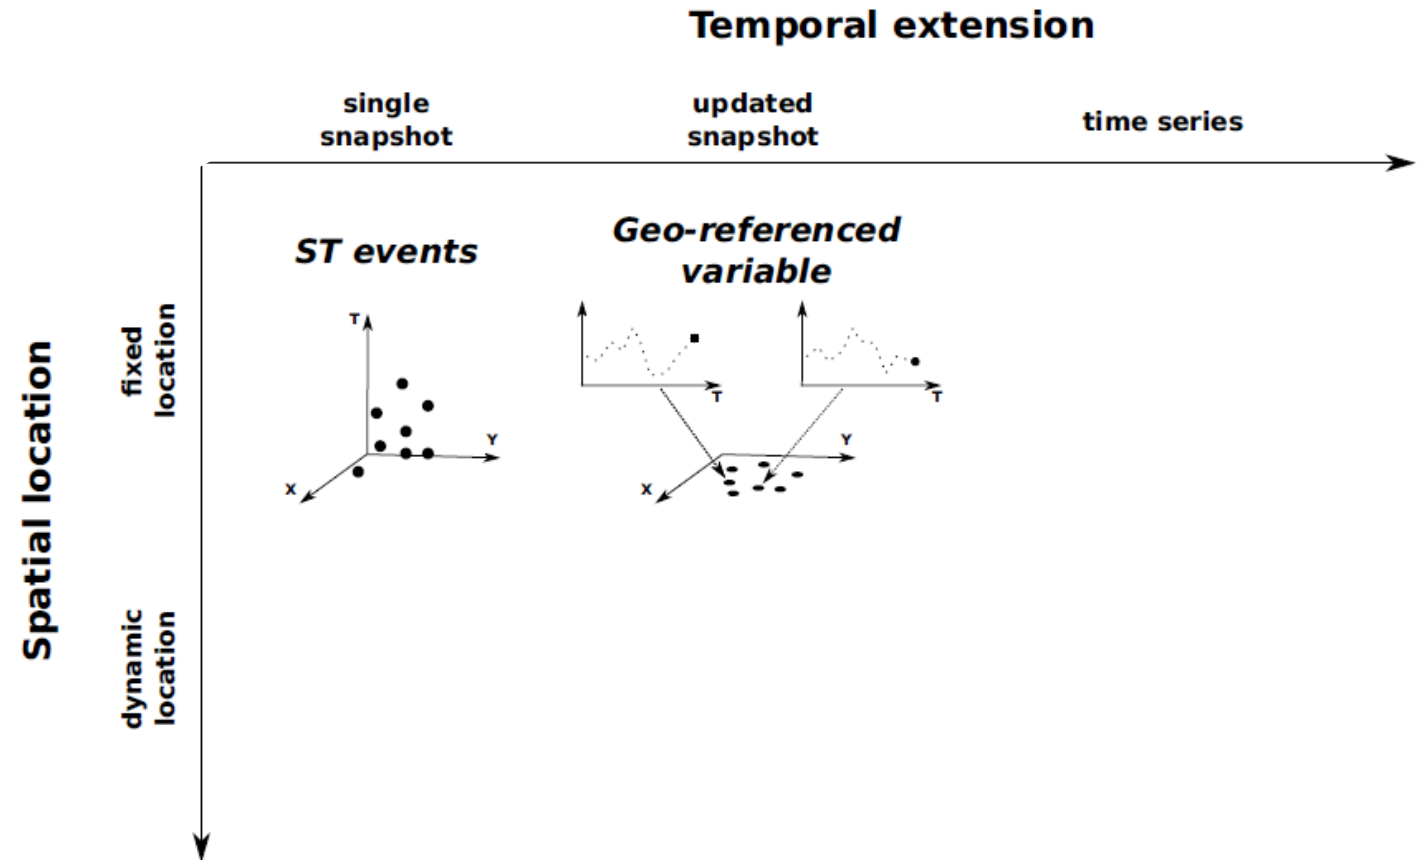 Temporal extension
single
snapshot
updated
snapshot
time series
Spatial location
fixed
location
dynamic
location
ST events
T
Y
X
Geo-referenced
variable
T
T
Y
X